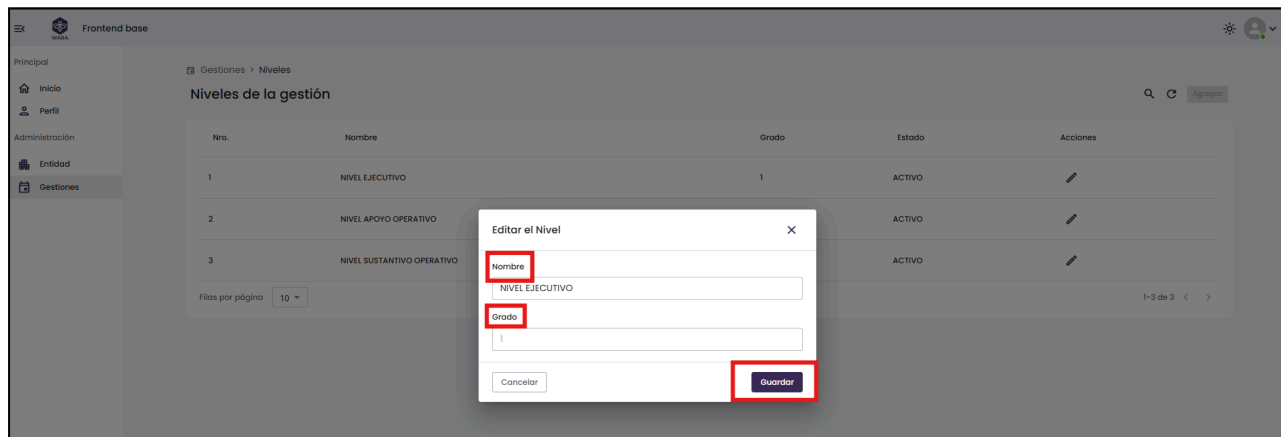 WARA
Frontend base
Principal
Inicio
Perfil
Administración
Entidad
Gestiones
Gestiones > Niveles
Niveles de la gestión
Agregar
Nro. Nombre Grado Estado Acciones
1 NIVEL EJECUTIVO 1 ACTIVO
2 NIVEL APOYO OPERATIVO ACTIVO
3 NIVEL SUSTANTIVO OPERATIVO ACTIVO
Filas por página 10
1-3 de 3
Editar el Nivel
Nombre
NIVEL EJECUTIVO
Grado
1
Cancelar Guardar